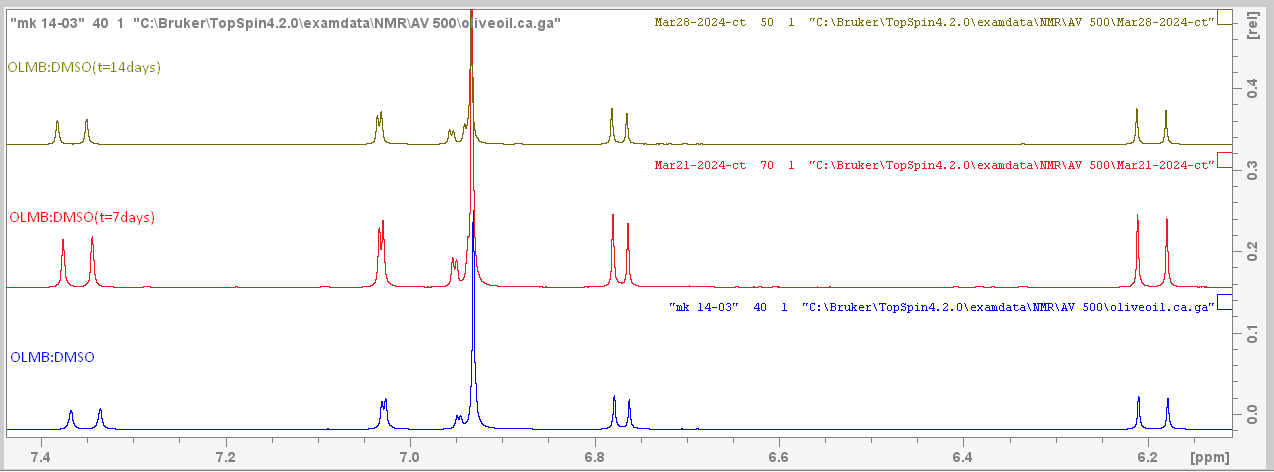 "mk 14-03" 40 1 "C:\Bruker\TopSpin4.2.0\examdata\NMR\AV 500\oliveoil.ca.ga"
Mar28-2024-ct 50 1 "C:\Bruker\TopSpin4.2.0\examdata\NMR\AV 500\Mar28-2024-ct"
[rel]
OLMB:DMSO(t=14days)
0.4
Mar21-2024-ct 70 1 "C:\Bruker\TopSpin4.2.0\examdata\NMR\AV 500\Mar21-2024-ct"
0.3
OLMB:DMSO(t=7days)
0.2
"mk 14-03" 40 1 "C:\Bruker\TopSpin4.2.0\examdata\NMR\AV 500\oliveoil.ca.ga"
0.1
OLMB:DMSO
0.0
7.4 7.2 7.0 6.8 6.6 6.4 6.2 [ppm]